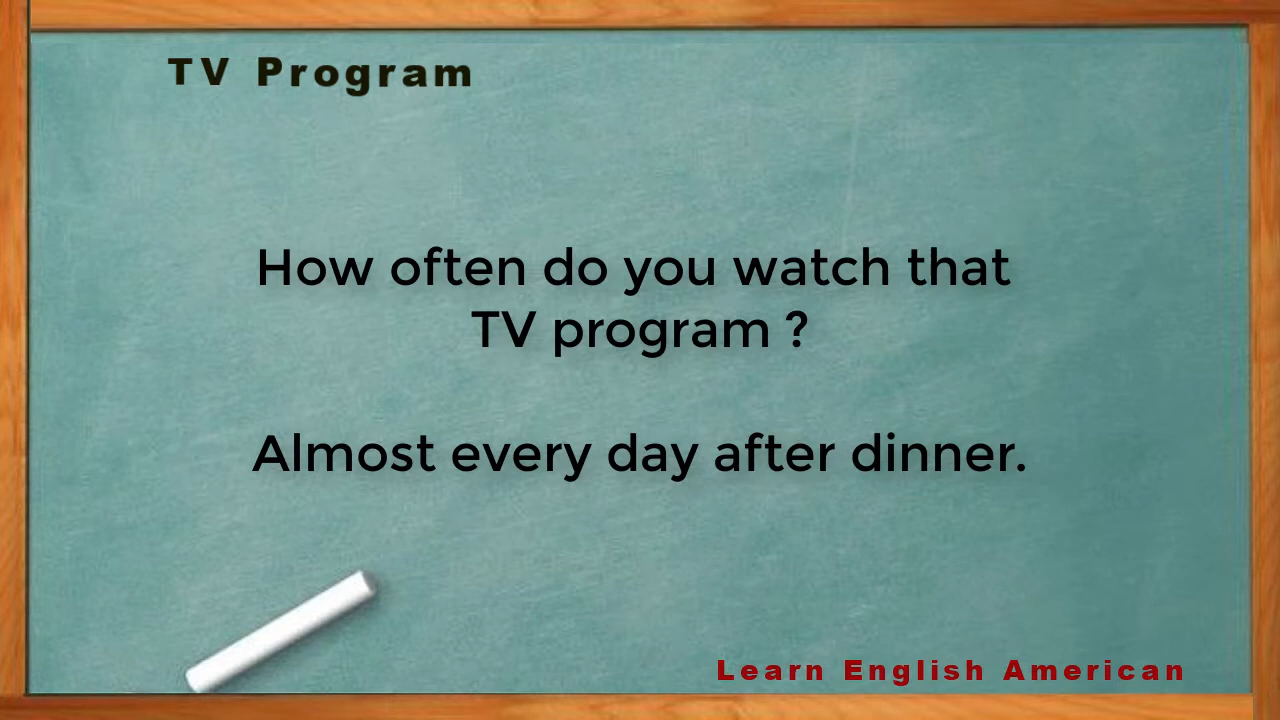 TV Program
How often do you watch that
TV program ?
Almost every day after dinner.
Learn English American